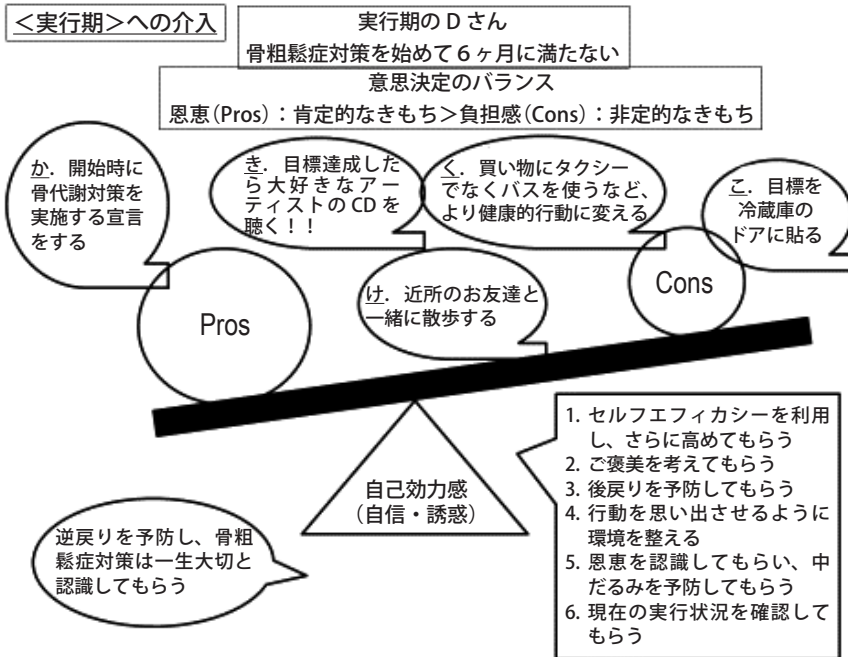 ＜実行期＞への介入
実行期の D さん
骨粗鬆症対策を始めて６ヶ月に満たない
意思決定のバランス
恩恵(Pros)：肯定的なきもち＞負担感(Cons)：非定的なきもち
か．開始時に
骨代謝対策を
実施する宣言
をする
き．目標達成した
ら大好きなアー
ティストの CD を
聴く！！
く．買い物にタクシー
でなくバスを使うなど、
より健康的行動に変える
こ．目標を
冷蔵庫の
ドアに貼る
け．近所のお友達と
一緒に散歩する
Pros
Cons
自己効力感
（自信・誘惑）
逆戻りを予防し、骨粗
鬆症対策は一生大切と
認識してもらう
1. セルフエフィカシーを利用
し、さらに高めてもらう
2. ご褒美を考えてもらう
3. 後戻りを予防してもらう
4. 行動を思い出させるように
環境を整える
5. 恩恵を認識してもらい、中
だるみを予防してもらう
6. 現在の実行状況を確認して
もらう